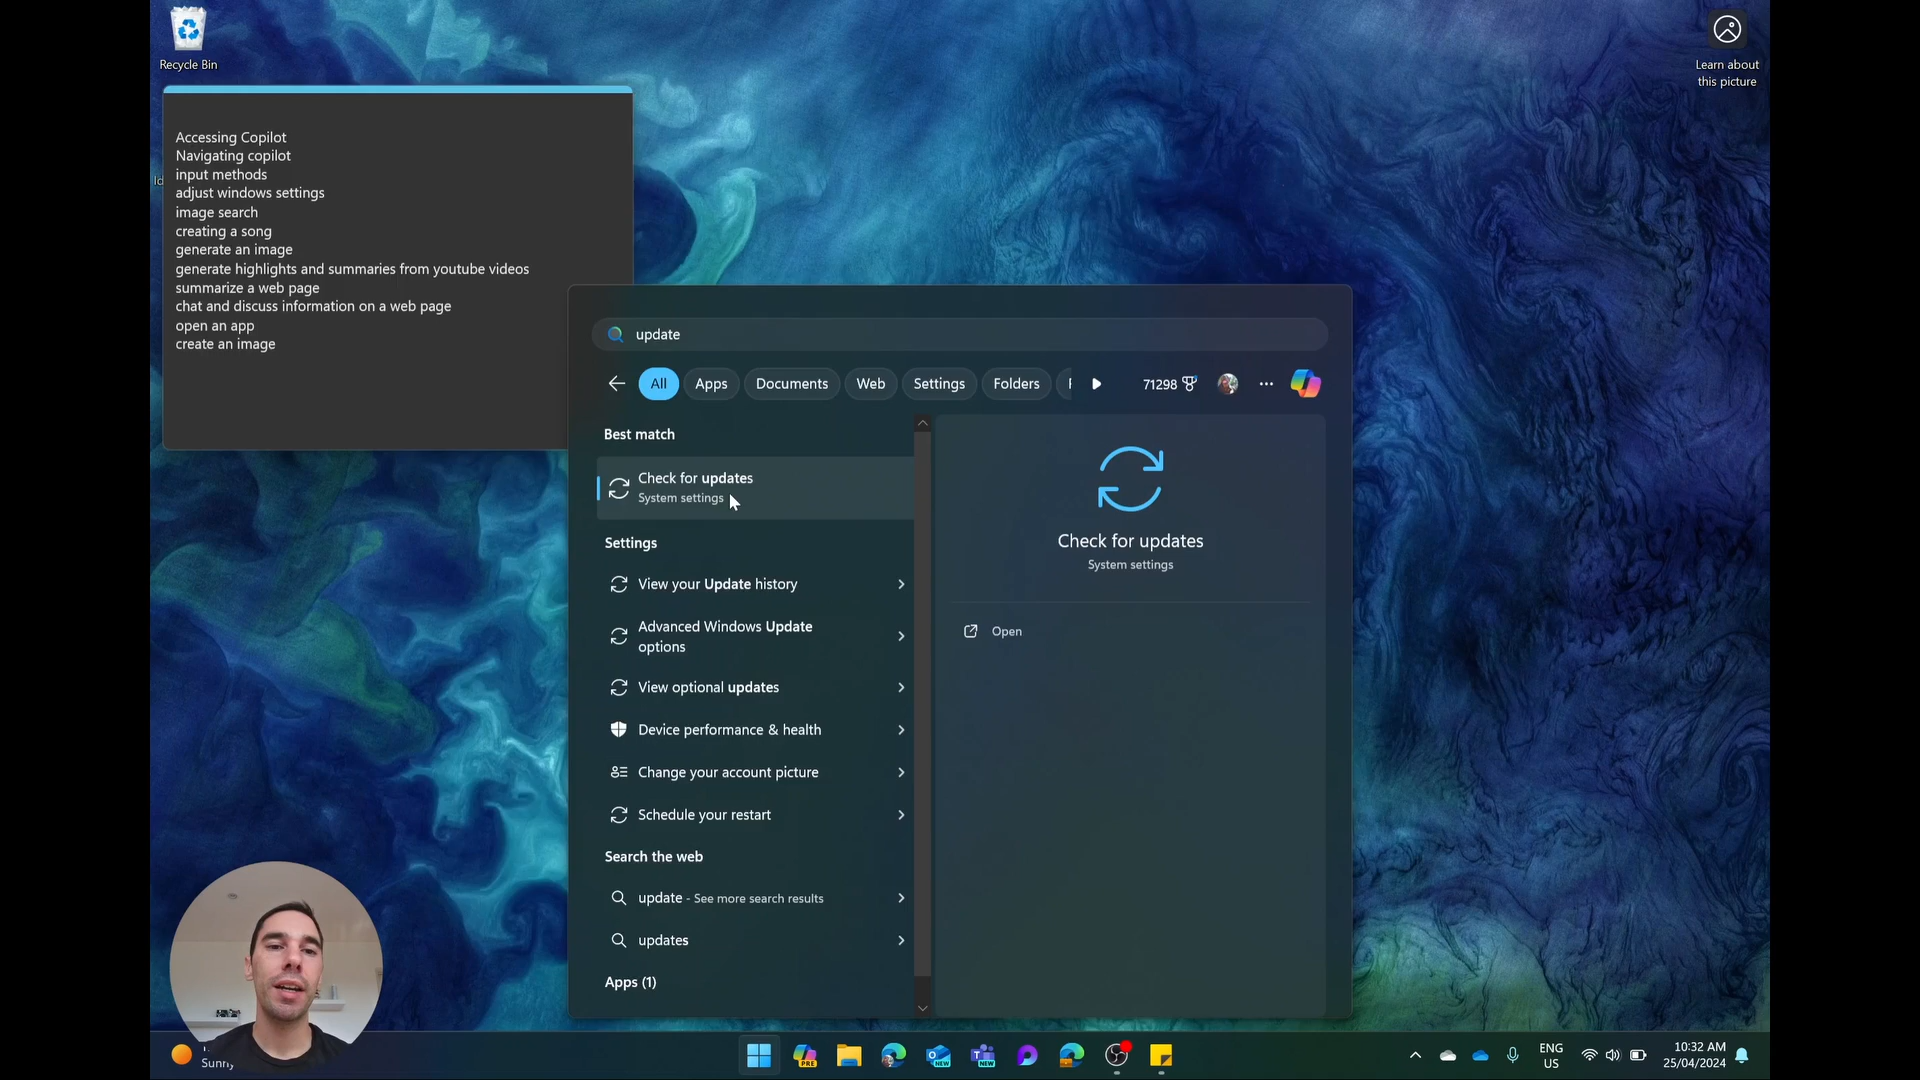 Recycle Bin
Learn about
this picture
Accessing Copilot
Navigating copilot
input methods
adjust windows settings
image search
creating a song
generate an image
generate highlights and summaries from youtube videos
summarize a web page
chat and discuss information on a web page
open an app
create an image
Id
update
All Apps Documents Web Settings Folders 71298
Best match
Check for updates
System settings
Settings
View your Update history
Advanced Windows Update
options
View optional updates
Device performance & health
Change your account picture
Schedule your restart
Search the web
update - See more search results
updates
Apps (1)
Check for updates
System settings
Open
Sunny
PRE
NEW
NEW
ENG
US
10:32 AM
25/04/2024